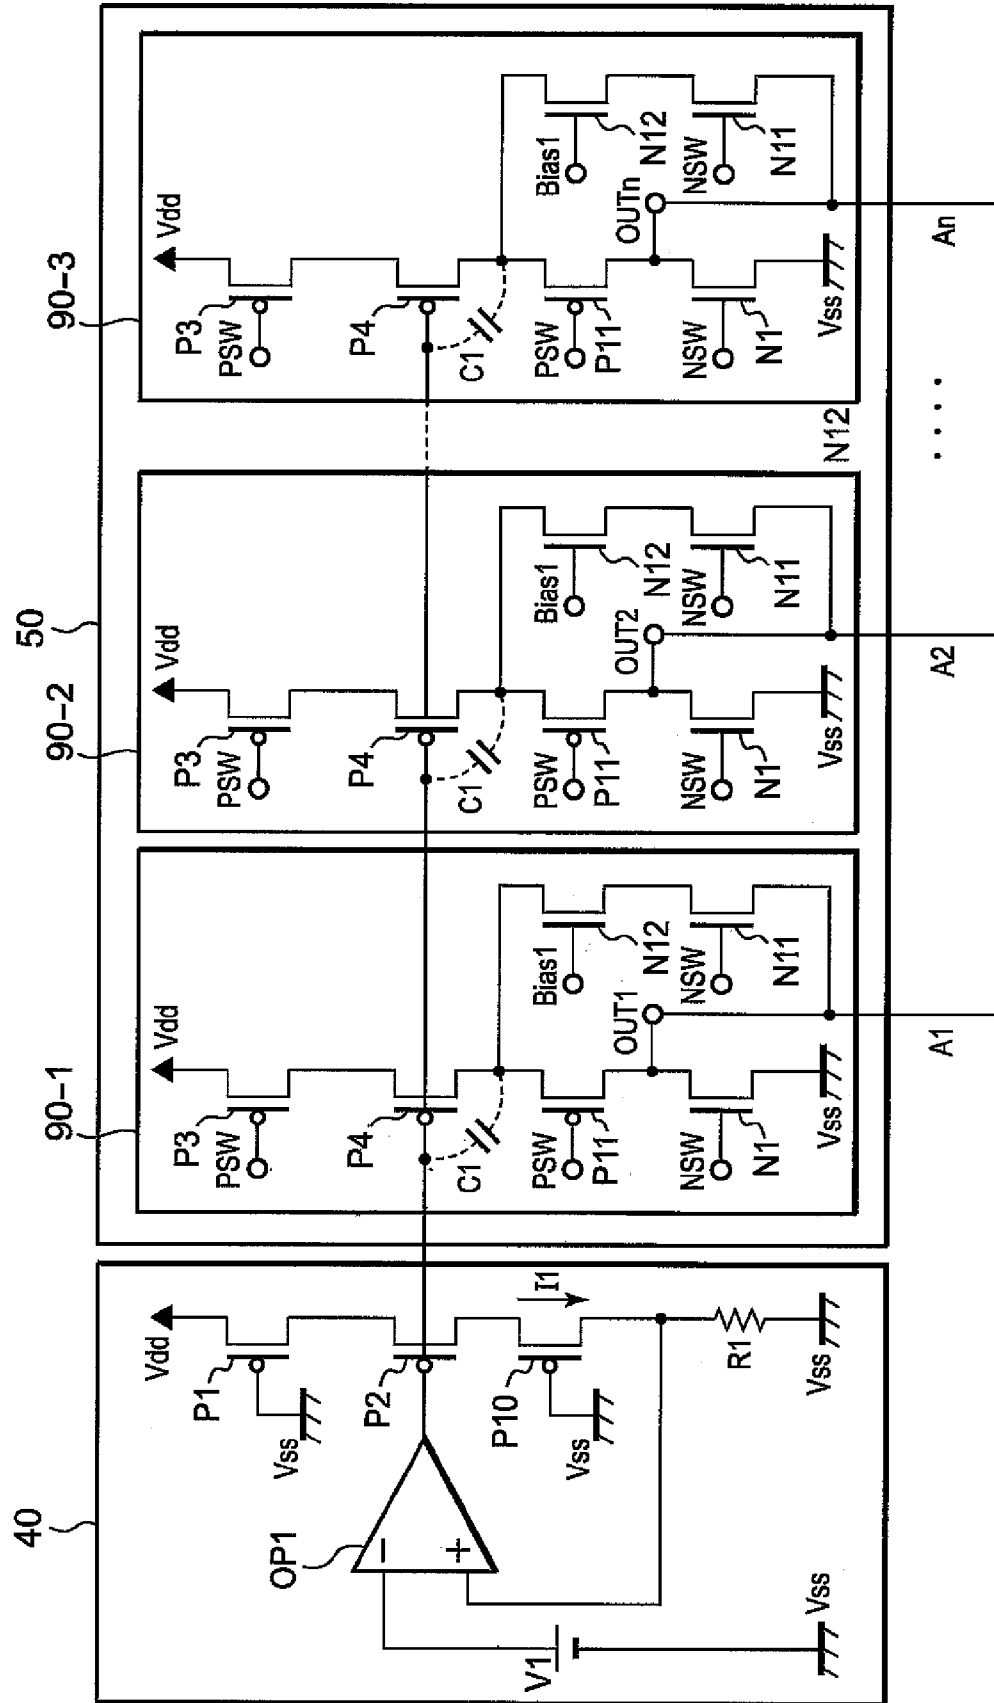 40
OP1
V1
Vss
Vdd
P1
Vss
P2
P10
Vss
I1
R1
Vss
50
90-1
Vdd
P3
PSW
P4
C1
PSW
P11
NSW
N1
Vss
OUT1
Bias1
N12
NSW
N11
A1
90-2
Vdd
P3
PSW
P4
C1
PSW
P11
NSW
N1
Vss
OUT2
Bias1
N12
NSW
N11
A2
N12
....
90-3
Vdd
P3
PSW
P4
C1
PSW
P11
NSW
N1
Vss
OUTn
Bias1
N12
NSW
N11
An